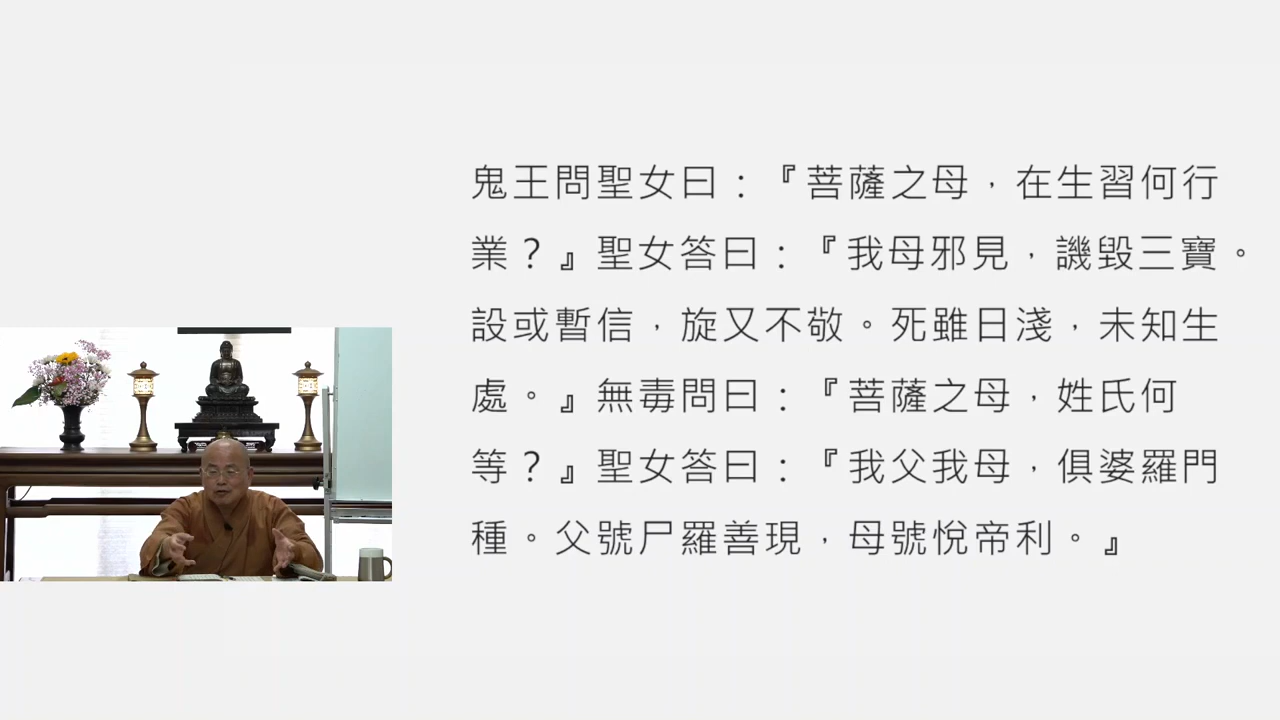 鬼王問聖女曰：『菩薩之母，在生習何行
業？』聖女答曰：『我母邪見，譏毀三寶。
設或暫信，旋又不敬。死雖日淺，未知生
處。』無毒問曰：『菩薩之母，姓氏何
等？』聖女答曰：『我父我母，俱婆羅門
種。父號尸羅善現，母號悅帝利。』